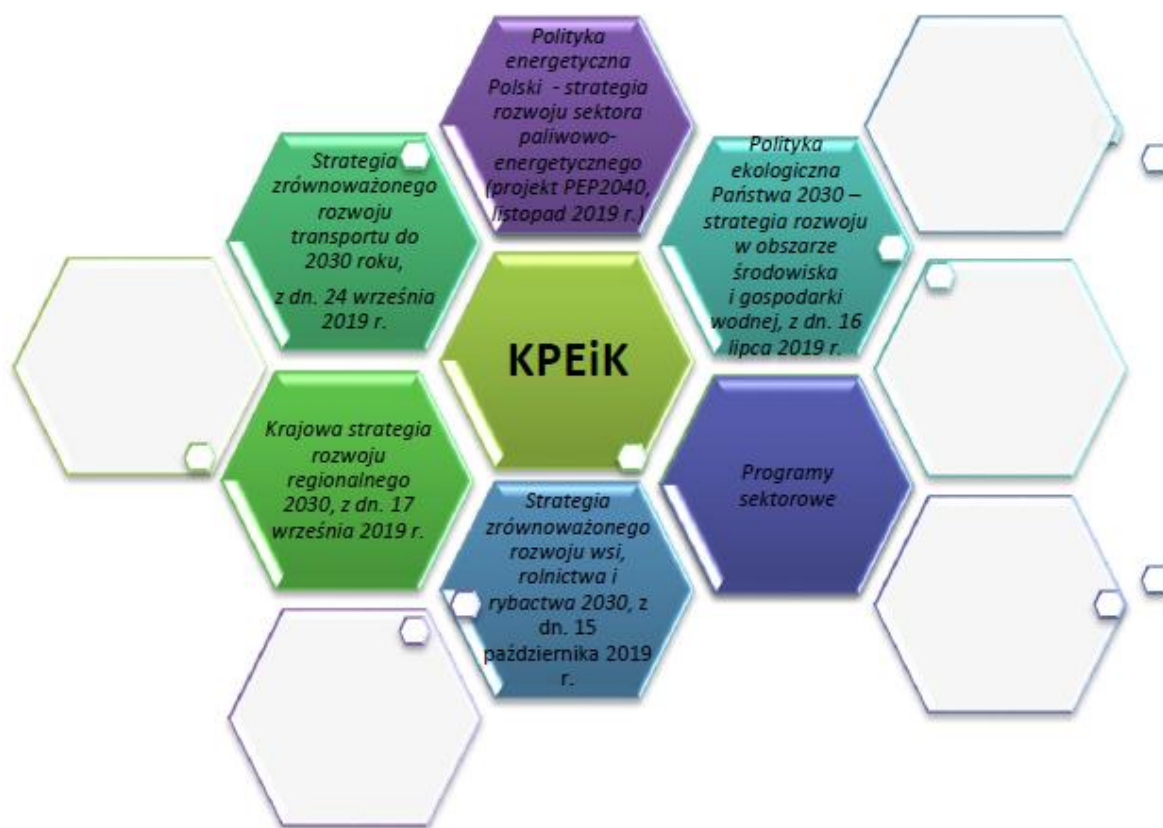 Polityka
energetyczna
Polski - strategia
rozwoju sektora
paliwowo-
energetycznego
(projekt PEP2040,
listopad 2019 r.)
Strategia
zrównoważonego
rozwoju
transportu do
2030 roku,
z dn. 24 września
2019 r.
Polityka
ekologiczna
Państwa 2030 –
strategia rozwoju
w obszarze
środowiska
i gospodarki
wodnej, z dn. 16
lipca 2019 r.
KPEiK
Krajowa strategia
rozwoju
regionalnego
2030, z dn. 17
września 2019 r.
Programy
sektorowe
Strategia
zrównoważonego
rozwoju wsi,
rolnictwa i
rybactwa 2030, z
dn. 15
października 2019
r.